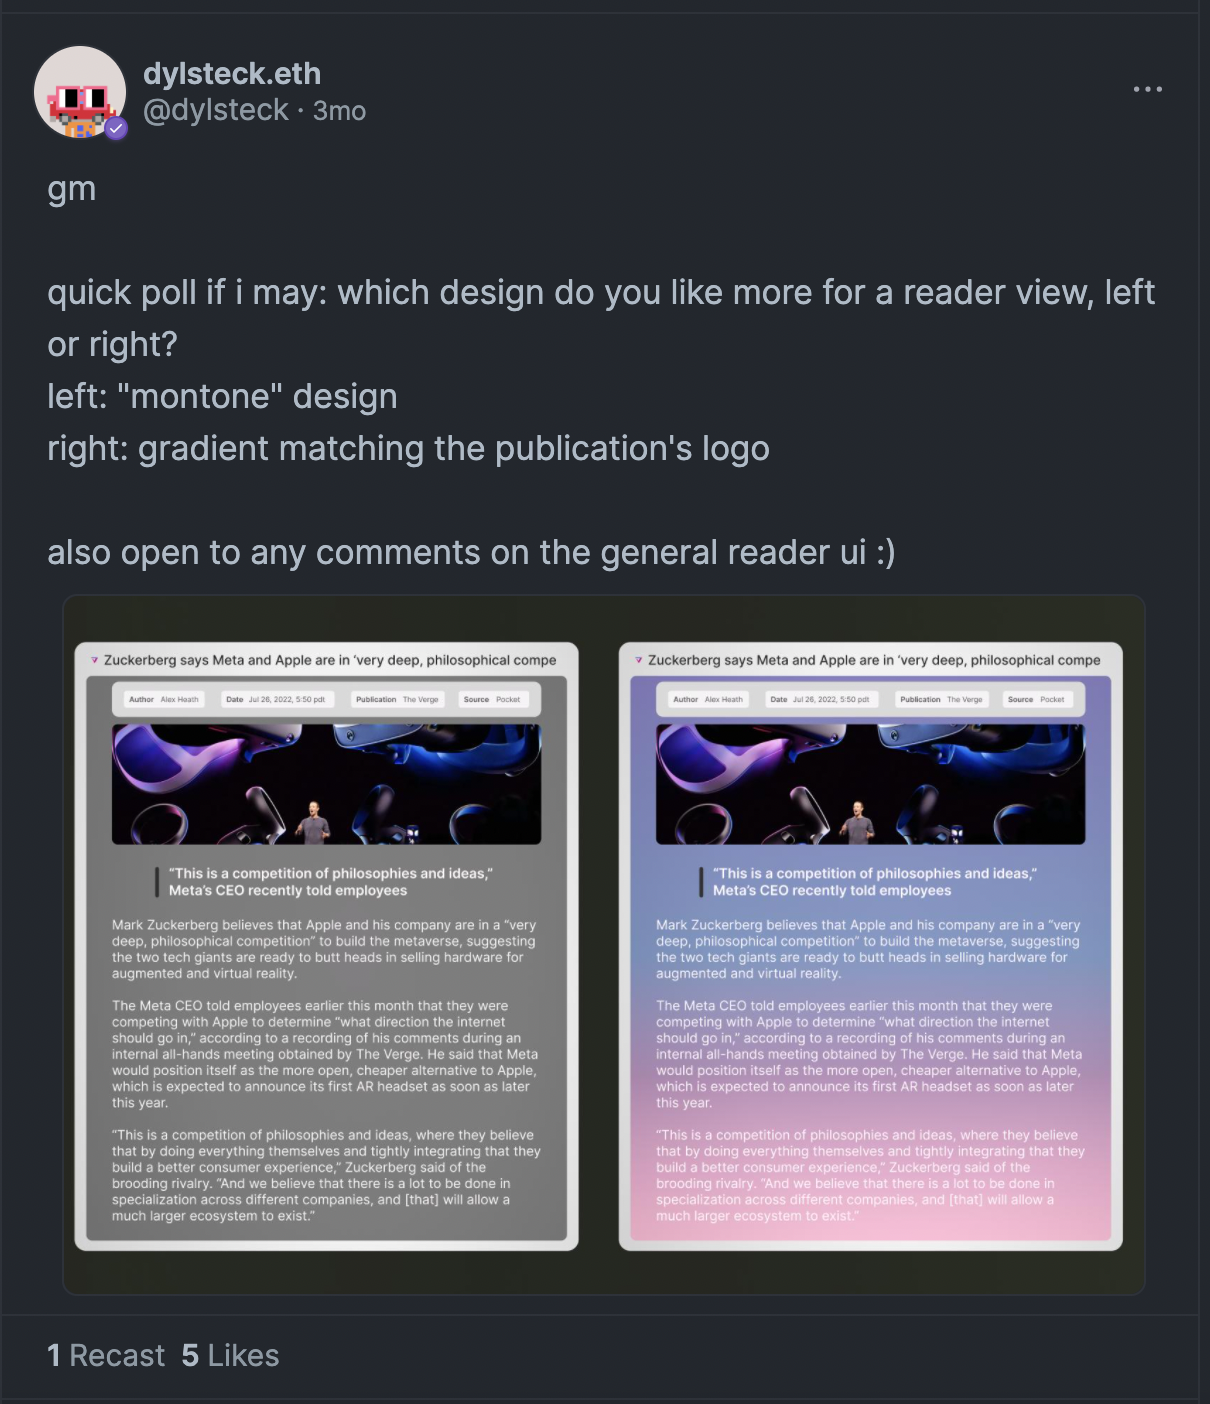 dylsteck.eth
@dylsteck · 3mo
gm
quick poll if i may: which design do you like more for a reader view, left
or right?
left: "montone" design
right: gradient matching the publication's logo
also open to any comments on the general reader ui :)
Zuckerberg says Meta and Apple are in ‘very deep, philosophical compe
Author Alex Heath Date Jul 26, 2022, 5:50 pdt Publication The Verge Source Pocket
“This is a competition of philosophies and ideas,”
Meta’s CEO recently told employees
Mark Zuckerberg believes that Apple and his company are in a “very
deep, philosophical competition” to build the metaverse, suggesting
the two tech giants are ready to butt heads in selling hardware for
augmented and virtual reality.
The Meta CEO told employees earlier this month that they were
competing with Apple to determine “what direction the internet
should go in,” according to a recording of his comments during an
internal all-hands meeting obtained by The Verge. He said that Meta
would position itself as the more open, cheaper alternative to Apple,
which is expected to announce its first AR headset as soon as later
this year.
“This is a competition of philosophies and ideas, where they believe
that by doing everything themselves and tightly integrating that they
build a better consumer experience,” Zuckerberg said of the
brooding rivalry. “And we believe that there is a lot to be done in
specialization across different companies, and [that] will allow a
much larger ecosystem to exist.”
Zuckerberg says Meta and Apple are in ‘very deep, philosophical compe
Author Alex Heath Date Jul 26, 2022, 5:50 pdt Publication The Verge Source Pocket
“This is a competition of philosophies and ideas,”
Meta’s CEO recently told employees
Mark Zuckerberg believes that Apple and his company are in a “very
deep, philosophical competition” to build the metaverse, suggesting
the two tech giants are ready to butt heads in selling hardware for
augmented and virtual reality.
The Meta CEO told employees earlier this month that they were
competing with Apple to determine “what direction the internet
should go in,” according to a recording of his comments during an
internal all-hands meeting obtained by The Verge. He said that Meta
would position itself as the more open, cheaper alternative to Apple,
which is expected to announce its first AR headset as soon as later
this year.
“This is a competition of philosophies and ideas, where they believe
that by doing everything themselves and tightly integrating that they
build a better consumer experience,” Zuckerberg said of the
brooding rivalry. “And we believe that there is a lot to be done in
specialization across different companies, and [that] will allow a
much larger ecosystem to exist.”
1 Recast 5 Likes